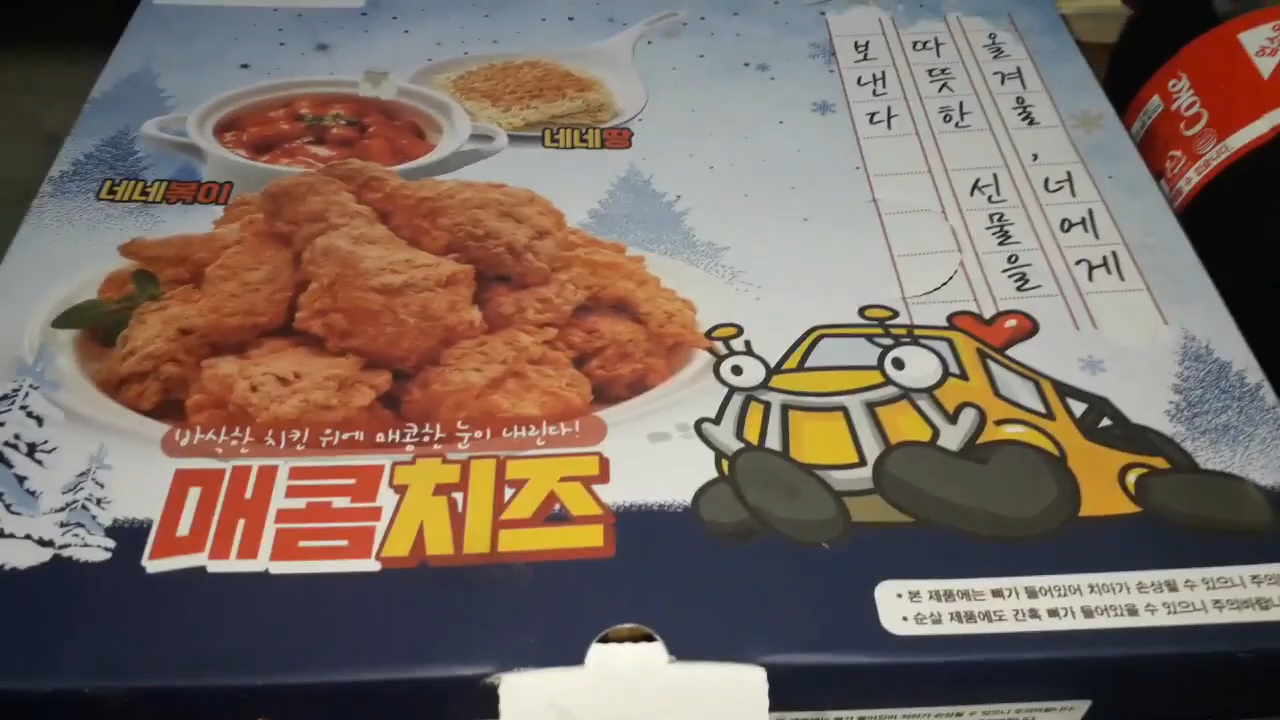 올겨울, 너에게
따뜻한 선물을
보낸다
네네땅
네네볶이
바삭한 치킨 위에 매콤한 눈이 내린다!
매콤치즈
• 본 제품에는 뼈가 들어있어 치아가 손상될 수 있으니 주의
• 순살 제품에도 간혹 뼈가 들어있을 수 있으니 주의바랍니
Coke